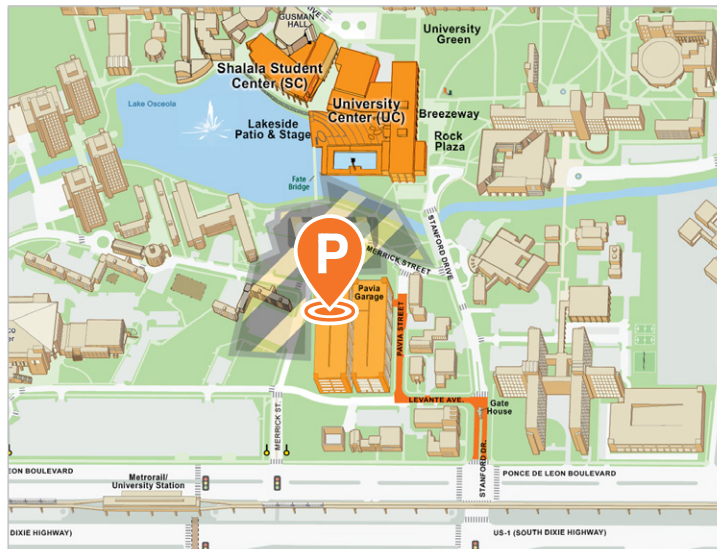 GUSMAN
HALL
University
Green
Shalala Student
Center (SC)
Lake Osceola
University
Center (UC)
Breezeway
Lakeside
Patio & Stage
Rock
Plaza
Fate
Bridge
STANFORD DRIVE
MERRICK STREET
P
Pavia
Garage
PAVIA STREET
LEVANTE AVE.
Gate
House
MERRICK ST.
STANFORD DR.
EON BOULEVARD
PONCE DE LEON BOULEVARD
Metrorail/
University Station
DIXIE HIGHWAY)
US-1 (SOUTH DIXIE HIGHWAY)